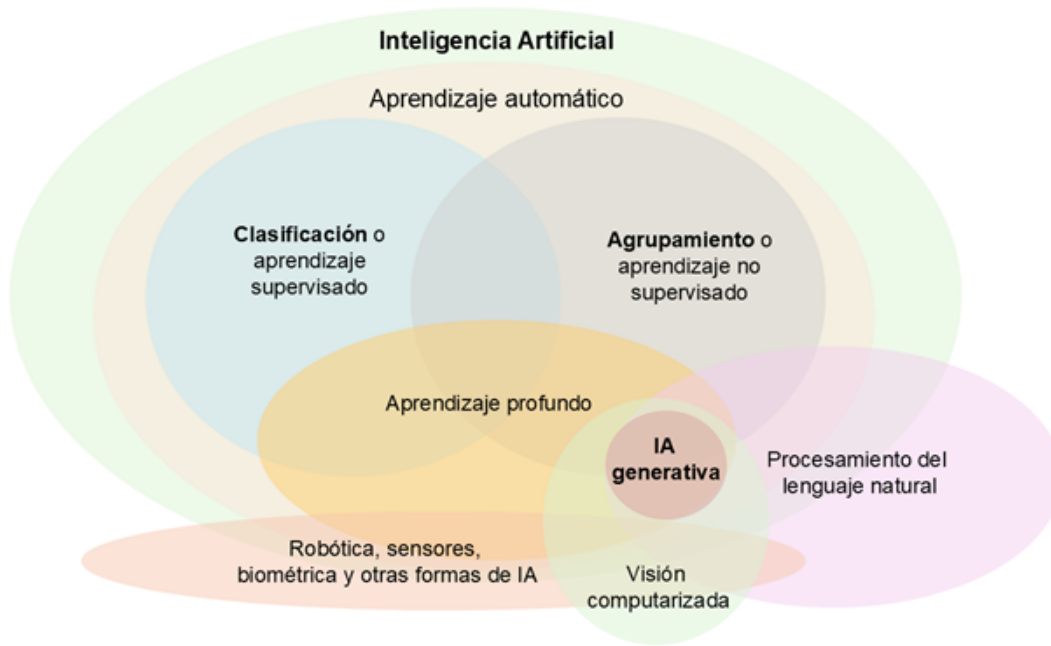 Inteligencia Artificial
Aprendizaje automático
Clasificación o
aprendizaje
supervisado
Agrupamiento o
aprendizaje no
supervisado
Aprendizaje profundo
IA
generativa
Procesamiento del
lenguaje natural
Robótica, sensores,
biométrica y otras formas de IA
Visión
computarizada